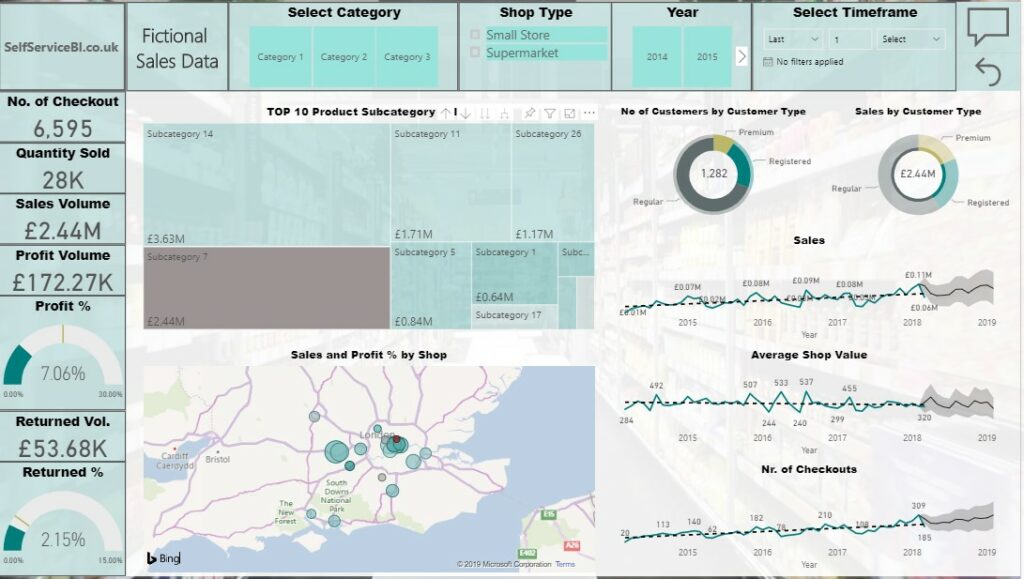 SelfServiceBI.co.uk
Fictional
Sales Data
Select Category
Category 1
Category 2
Category 3
Shop Type
Small Store
Supermarket
Year
2014
2015
Select Timeframe
Last
1
Select
No filters applied
No. of Checkout
6,595
Quantity Sold
28K
Sales Volume
£2.44M
Profit Volume
£172.27K
Profit %
7.06%
0.00%
30.00%
Returned Vol.
£53.68K
Returned %
2.15%
0.00%
15.00%
TOP 10 Product Subcategory
Subcategory 14
£3.63M
Subcategory 11
£1.71M
Subcategory 26
£1.17M
Subcategory 7
£2.44M
Subcategory 5
£0.84M
Subcategory 1
£0.64M
Subc...
Subcategory 17
Sales and Profit % by Shop
London
Cardiff
Caerdydd
Bristol
South
Downs
National
Park
The
New
Forest
E15
E402
A26
Bing
© 2019 Microsoft Corporation Terms
No of Customers by Customer Type
Premium
Registered
1,282
Regular
Sales by Customer Type
Premium
£2.44M
Regular
Registered
Sales
£0.11M
£0.09M
£0.08M
£0.08M
£0.07M
£0.02M
£0.01M
£0.06M
2015
2016
2017
2018
2019
Year
Average Shop Value
492
507
533
537
455
284
244
240
299
320
2015
2016
2017
2018
2019
Year
Nr. of Checkouts
309
210
182
140
113
62
78
108
20
185
2015
2016
2017
2018
2019
Year